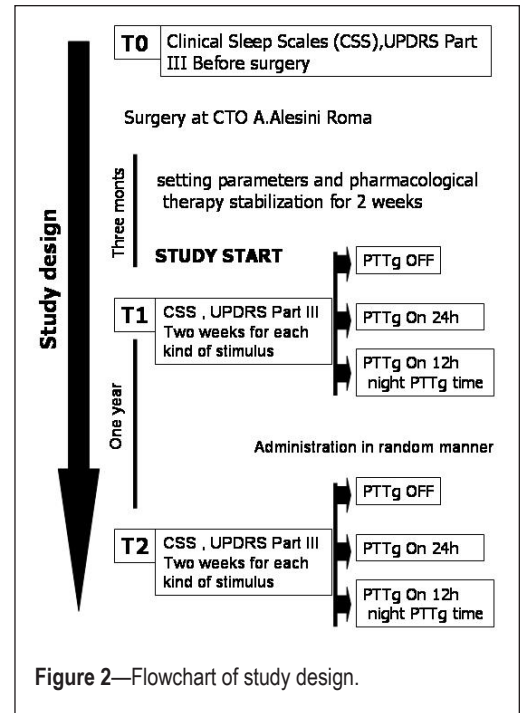 T0
Clinical Sleep Scales (CSS),UPDRS Part
III Before surgery
Surgery at CTO A.Alesini Roma
Study design
Three monts
setting parameters and pharmacological
therapy stabilization for 2 weeks
STUDY START
PTTg OFF
T1
CSS , UPDRS Part III
Two weeks for each
kind of stimulus
PTTg On 24h
PTTg On 12h
night PTTg time
One year
Administration in random manner
PTTg OFF
T2
CSS , UPDRS Part III
Two weeks for each
kind of stimulus
PTTg On 24h
PTTg On 12h
night PTTg time
Figure 2—Flowchart of study design.